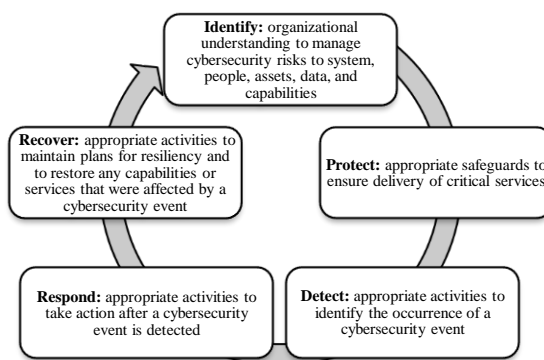 Identify: organizational
understanding to manage
cybersecurity risks to system,
people, assets, data, and
capabilities
Protect: appropriate safeguards to
ensure delivery of critical services
Detect: appropriate activities to
identify the occurrence of a
cybersecurity event
Respond: appropriate activities to
take action after a cybersecurity
event is detected
Recover: appropriate activities to
maintain plans for resiliency and
to restore any capabilities or
services that were affected by a
cybersecurity event